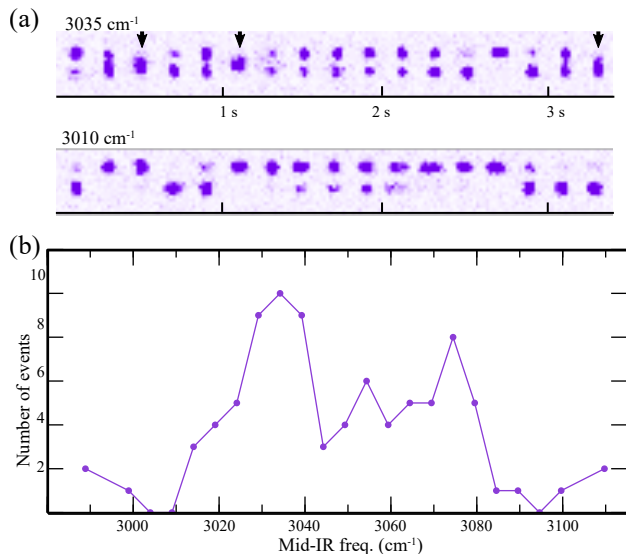 (a)
3035 cm⁻¹
1 s 2 s 3 s
3010 cm⁻¹
(b)
10
8
6
4
2
Number of events
3000 3020 3040 3060 3080 3100
Mid-IR freq. (cm⁻¹)